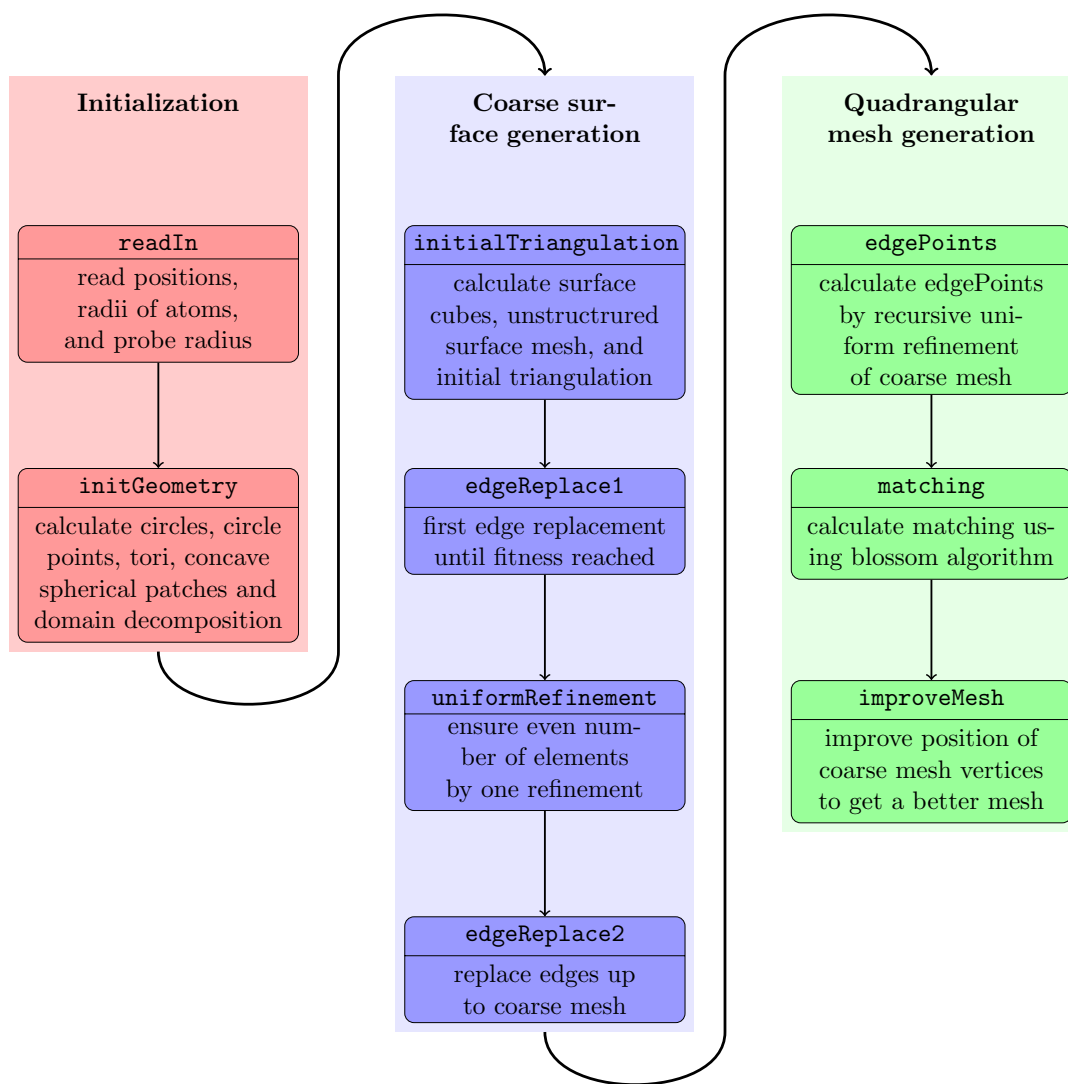 Initialization
readIn
read positions,
radii of atoms,
and probe radius
initGeometry
calculate circles, circle
points, tori, concave
spherical patches and
domain decomposition
Coarse sur-
face generation
initialTriangulation
calculate surface
cubes, unstructrured
surface mesh, and
initial triangulation
edgeReplace1
first edge replacement
until fitness reached
uniformRefinement
ensure even num-
ber of elements
by one refinement
edgeReplace2
replace edges up
to coarse mesh
Quadrangular
mesh generation
edgePoints
calculate edgePoints
by recursive uni-
form refinement
of coarse mesh
matching
calculate matching us-
ing blossom algorithm
improveMesh
improve position of
coarse mesh vertices
to get a better mesh